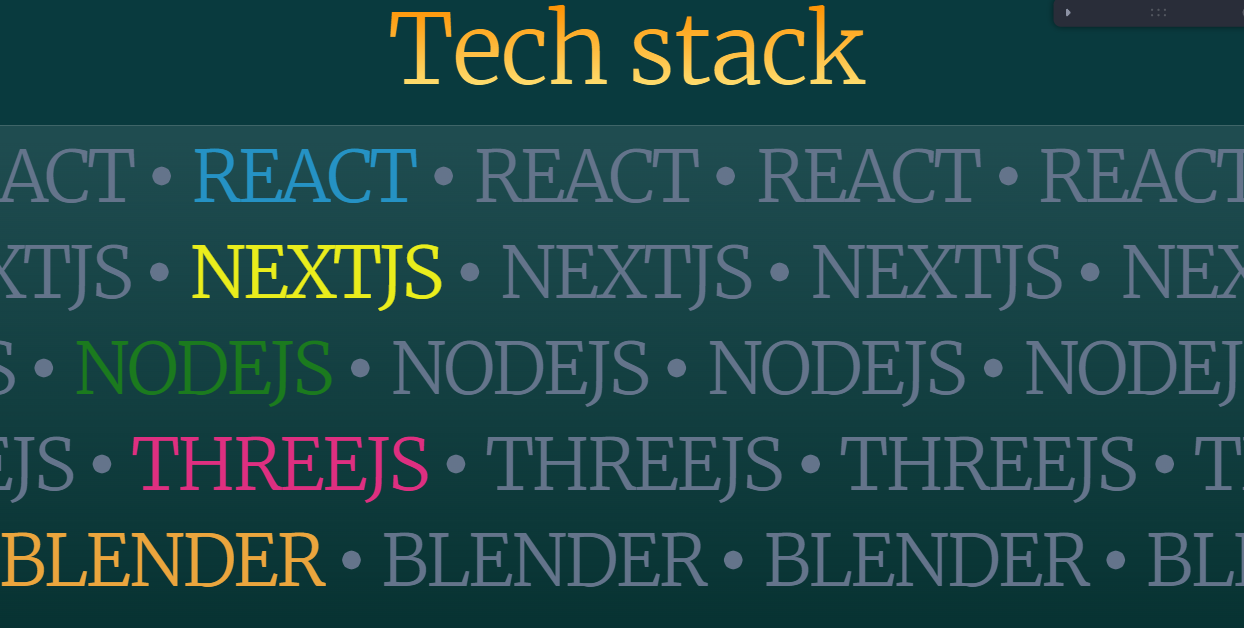 Tech stack
ACT • REACT • REACT • REACT • REACT
XTJS • NEXTJS • NEXTJS • NEXTJS • NEX
S • NODEJS • NODEJS • NODEJS • NODEJ
EJS • THREEJS • THREEJS • THREEJS • T
BLENDER • BLENDER • BLENDER • BLE